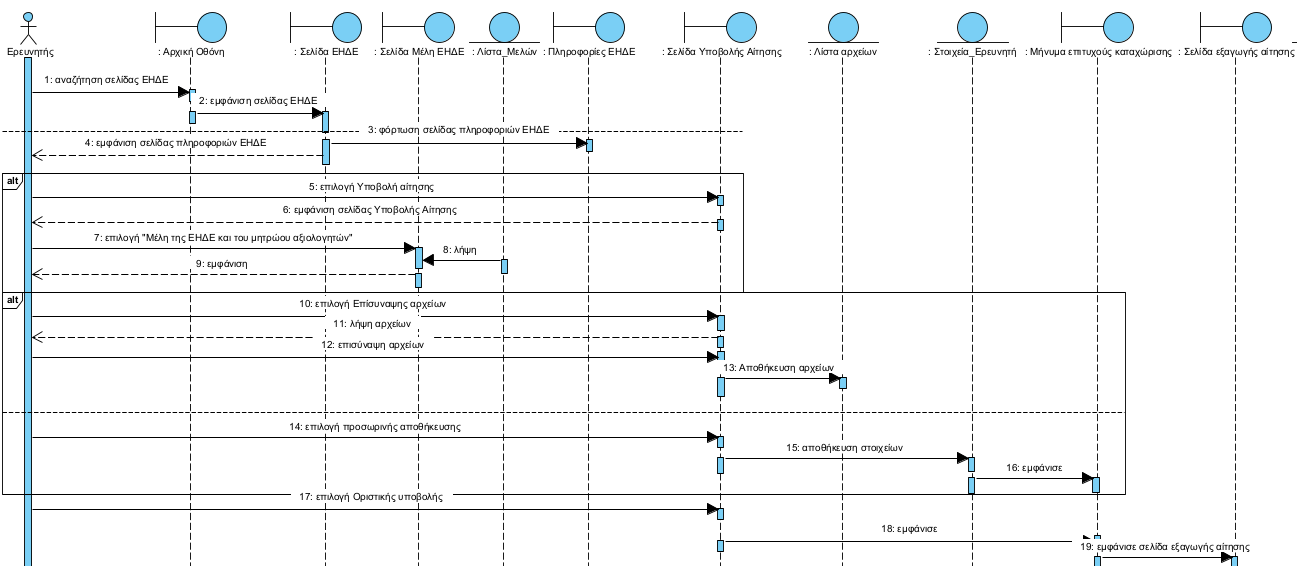 Ερευνητής
: Αρχική Οθόνη
: Σελίδα ΕΗΔΕ
: Σελίδα Μέλη ΕΗΔΕ
: Λίστα_Μελών
: Πληροφορίες ΕΗΔΕ
: Σελίδα Υποβολής Αίτησης
: Λίστα αρχείων
: Στοιχεία_Ερευνητή
: Μήνυμα επιτυχούς καταχώρισης
: Σελίδα εξαγωγής αίτησης
1: αναζήτηση σελίδας ΕΗΔΕ
2: εμφάνιση σελίδας ΕΗΔΕ
3: φόρτωση σελίδας πληροφοριών ΕΗΔΕ
4: εμφάνιση σελίδας πληροφοριών ΕΗΔΕ
alt
5: επιλογή Υποβολή αίτησης
6: εμφάνιση σελίδας Υποβολής Αίτησης
7: επιλογή "Μέλη της ΕΗΔΕ και του μητρώου αξιολογητών"
8: λήψη
9: εμφάνιση
alt
10: επιλογή Επίσυναψης αρχείων
11: λήψη αρχείων
12: επισύναψη αρχείων
13: Αποθήκευση αρχείων
14: επιλογή προσωρινής αποθήκευσης
15: αποθήκευση στοιχείων
16: εμφάνισε
17: επιλογή Οριστικής υποβολής
18: εμφάνισε
19: εμφάνισε σελίδα εξαγωγής αίτησης